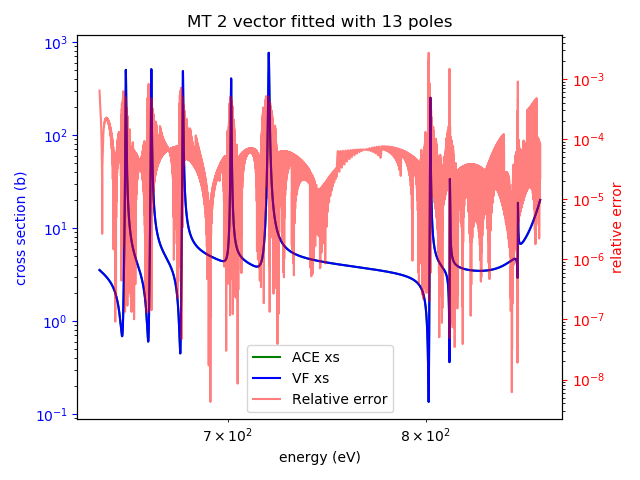 MT 2 vector fitted with 13 poles
10³
10²
10¹
10⁰
10⁻¹
cross section (b)
10⁻³
10⁻⁴
10⁻⁵
10⁻⁶
10⁻⁷
10⁻⁸
relative error
ACE xs
VF xs
Relative error
7 × 10²
8 × 10²
energy (eV)